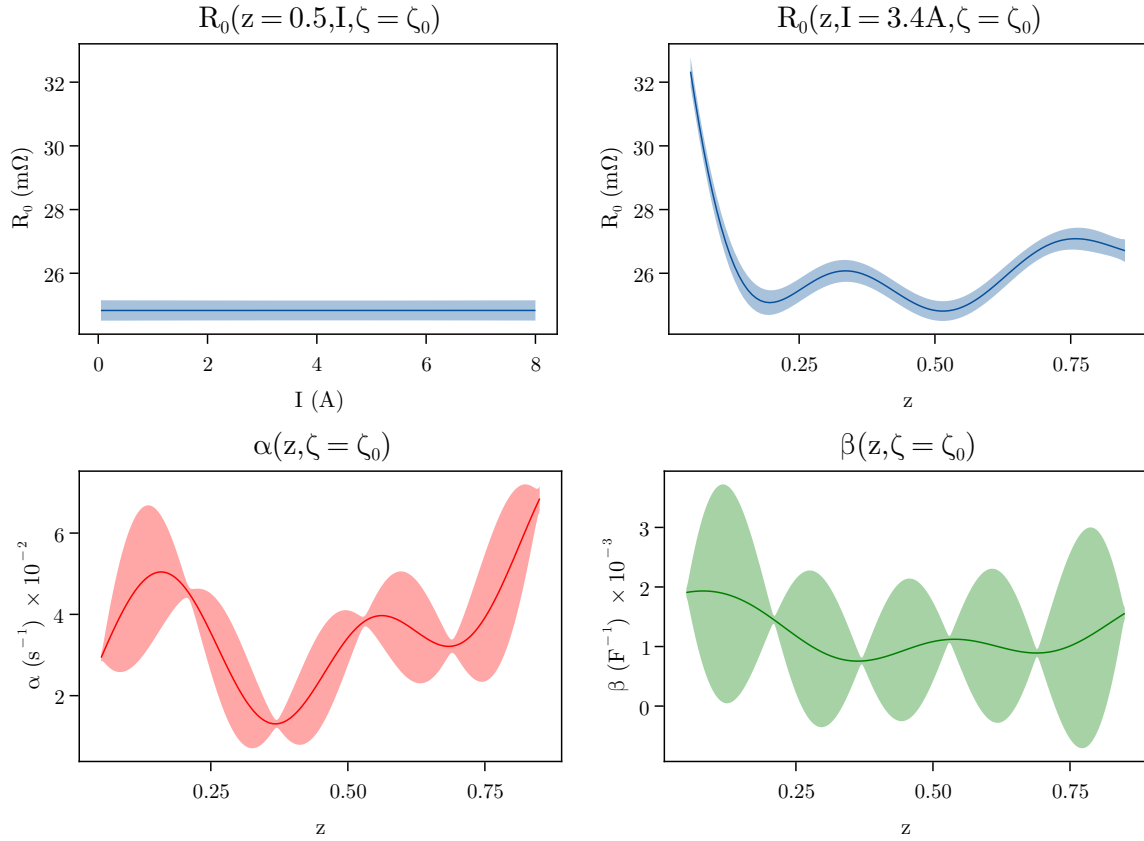 R₀(z = 0.5,I,ζ = ζ₀)
R₀ (mΩ)
32
30
28
26
0
2
4
6
8
I (A)
R₀(z,I = 3.4A,ζ = ζ₀)
R₀ (mΩ)
32
30
28
26
0.25
0.50
0.75
z
α(z,ζ = ζ₀)
α (s⁻¹) × 10⁻²
6
4
2
0.25
0.50
0.75
z
β(z,ζ = ζ₀)
β (F⁻¹) × 10⁻³
3
2
1
0
0.25
0.50
0.75
z